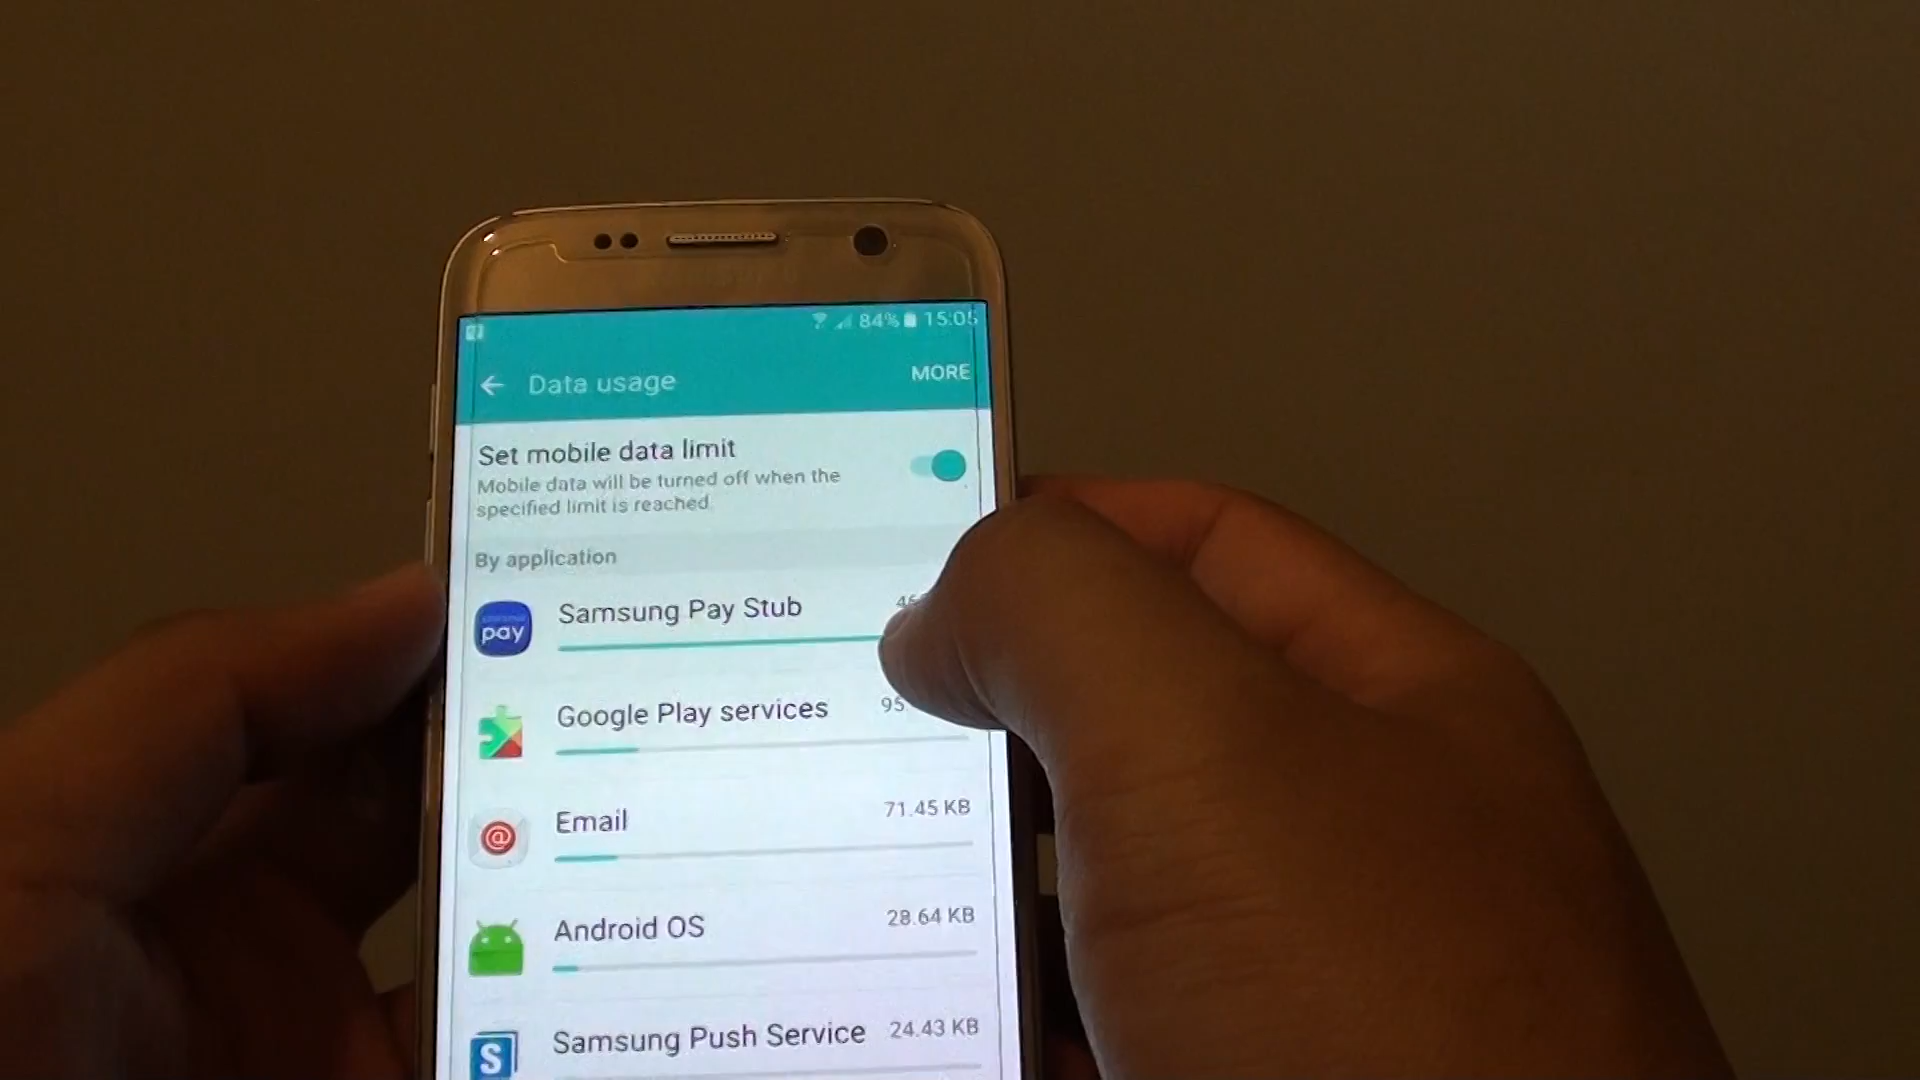 84% 15:05
Data usage
MORE
Set mobile data limit
Mobile data will be turned off when the
specified limit is reached.
By application
pay
Samsung Pay Stub
Google Play services
95.
@
Email
71.45 KB
Android OS
28.64 KB
S
Samsung Push Service
24.43 KB